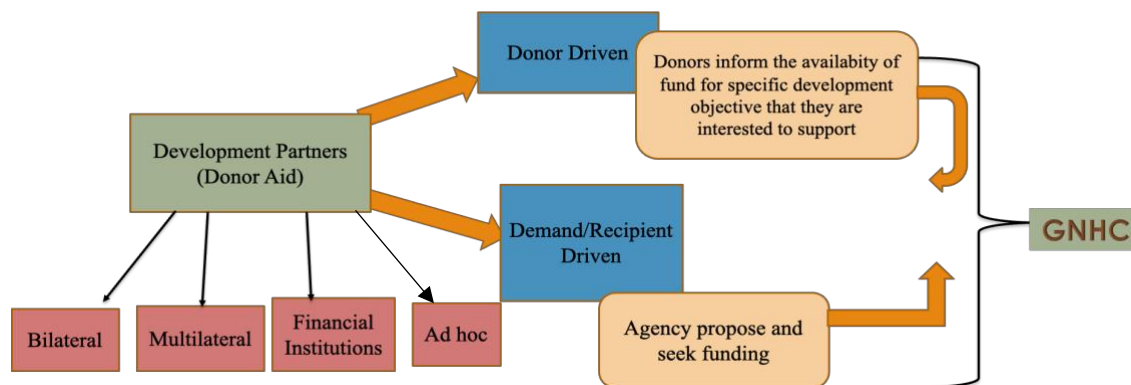 Donor Driven
Donors inform the availabity of
fund for specific development
objective that they are
interested to support
Development Partners
(Donor Aid)
Demand/Recipient
Driven
GNHC
Bilateral
Multilateral
Financial
Institutions
Ad hoc
Agency propose and
seek funding